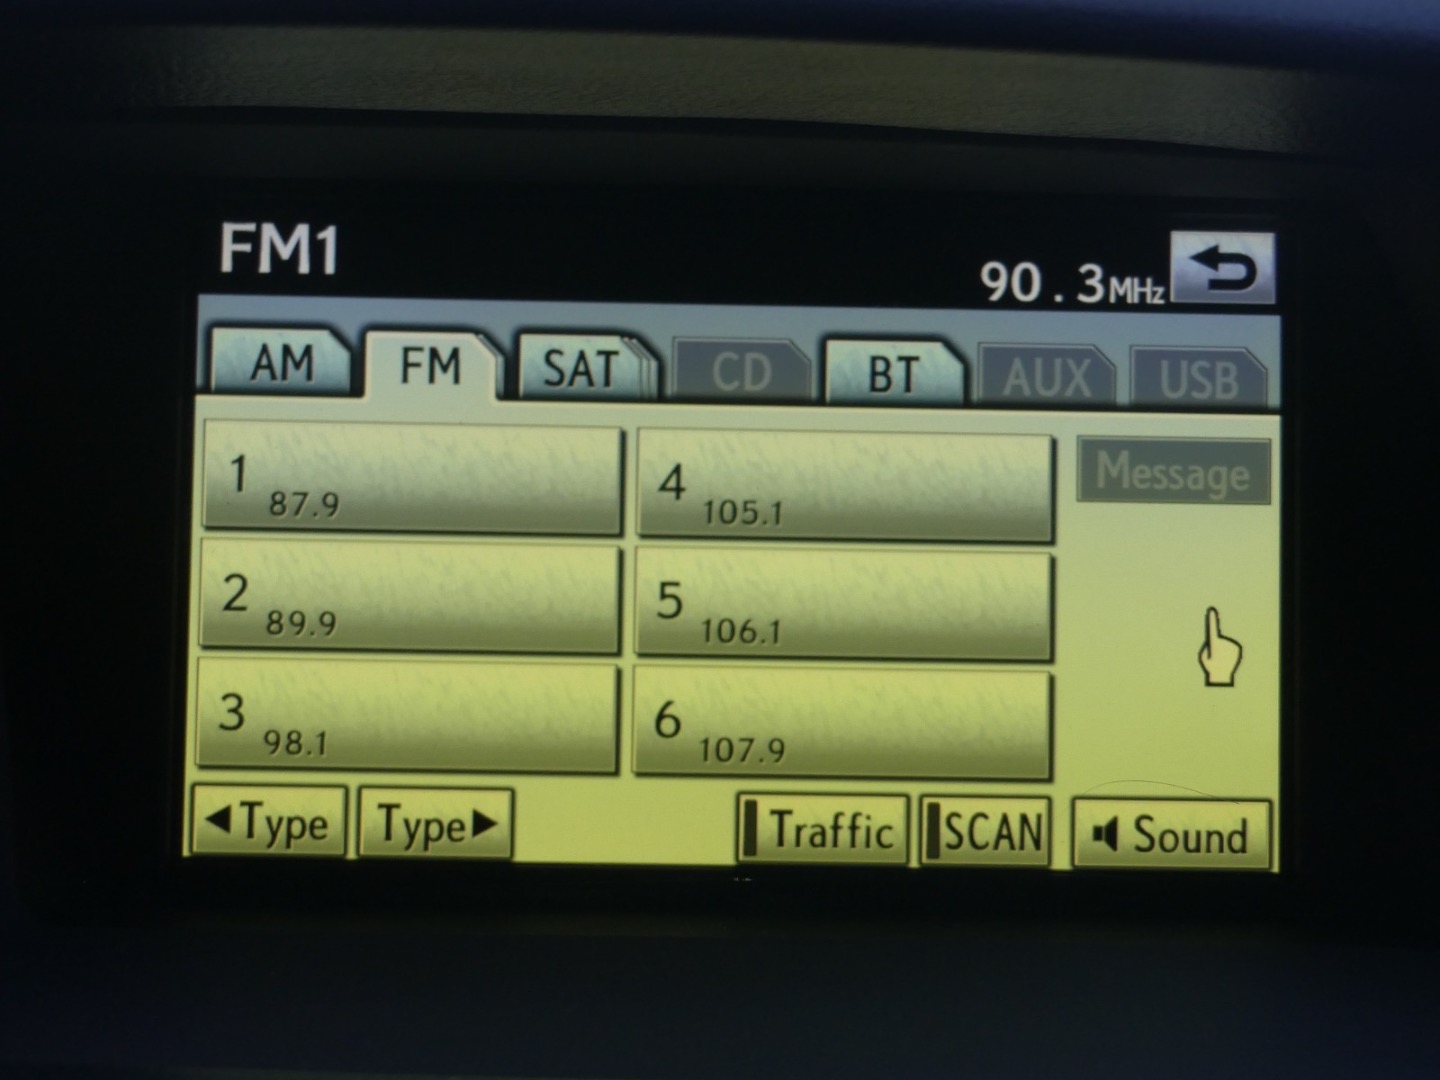 FM1
90.3MHz
AM FM SAT CD BT AUX USB
1 87.9
4 105.1
Message
2 89.9
5 106.1
3 98.1
6 107.9
◀Type Type▶ Traffic SCAN Sound